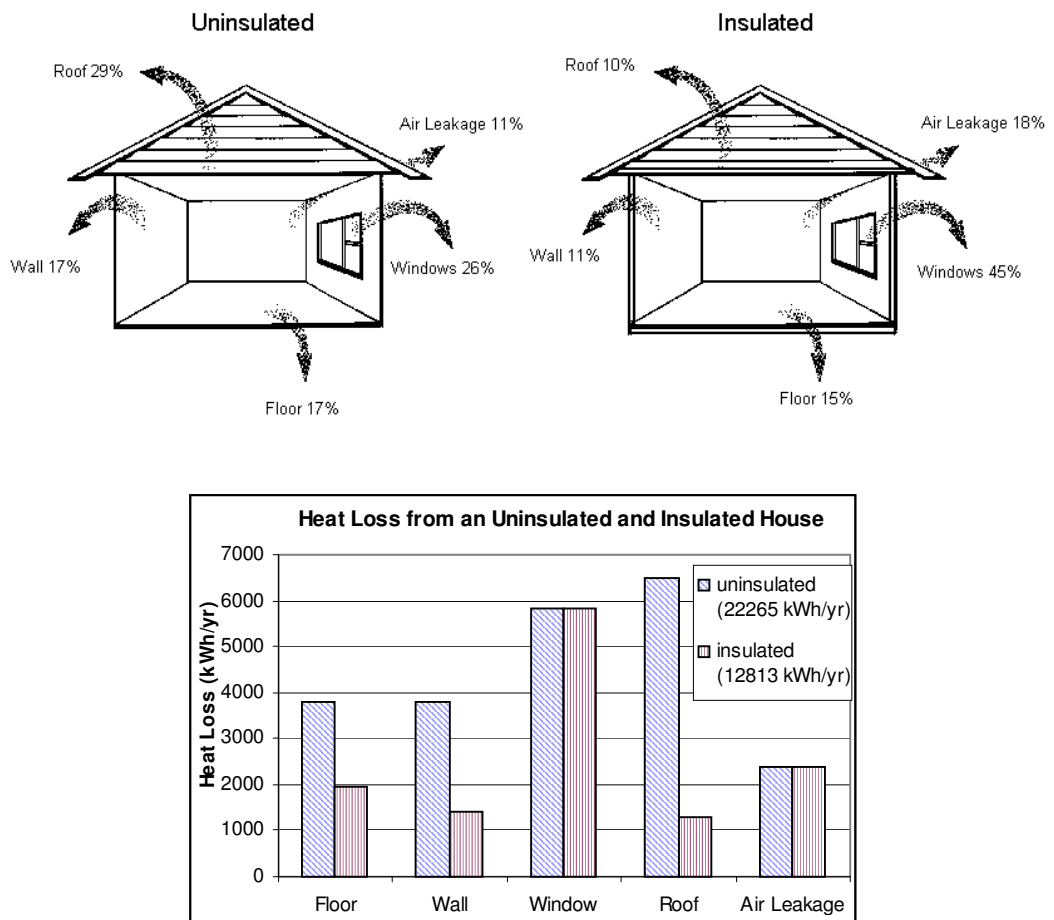 Uninsulated
Insulated
Roof 29%
Roof 10%
Air Leakage 11%
Air Leakage 18%
Wall 17%
Windows 26%
Wall 11%
Windows 45%
Floor 17%
Floor 15%
Heat Loss from an Uninsulated and Insulated House
Heat Loss (kWh/yr)
7000
6000
5000
4000
3000
2000
1000
0
uninsulated
(22265 kWh/yr)
insulated
(12813 kWh/yr)
Floor
Wall
Window
Roof
Air Leakage